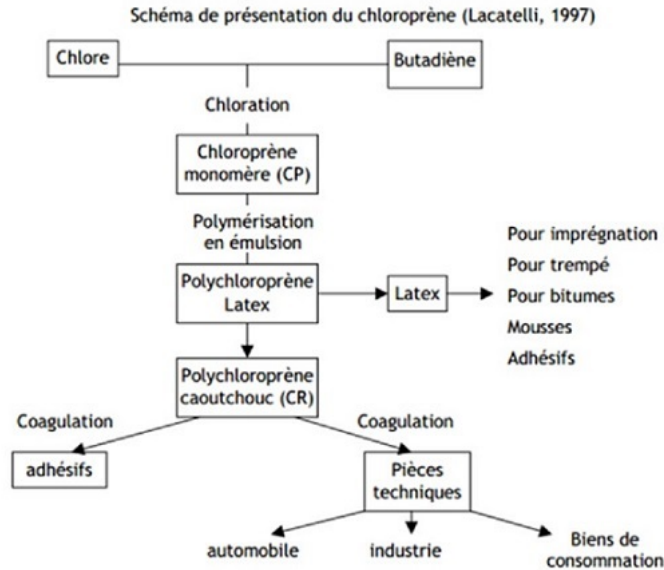 Schéma de présentation du chloroprène (Lacatelli, 1997)
Chlore
Butadiène
Chloration
Chloroprène
monomère (CP)
Polymérisation
en émulsion
Polychloroprène
Latex
Latex
Pour imprégnation
Pour trempé
Pour bitumes
Mousses
Adhésifs
Polychloroprène
caoutchouc (CR)
Coagulation
Coagulation
adhésifs
Pièces
techniques
automobile
industrie
Biens de
consommation